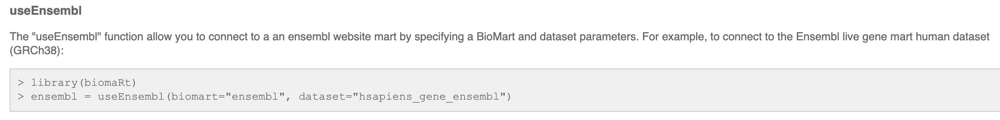 useEnsembl
The "useEnsembl" function allow you to connect to a an ensembl website mart by specifying a BioMart and dataset parameters. For example, to connect to the Ensembl live gene mart human dataset
(GRCh38):
> library(biomaRt)
> ensembl = useEnsembl(biomart="ensembl", dataset="hsapiens_gene_ensembl")